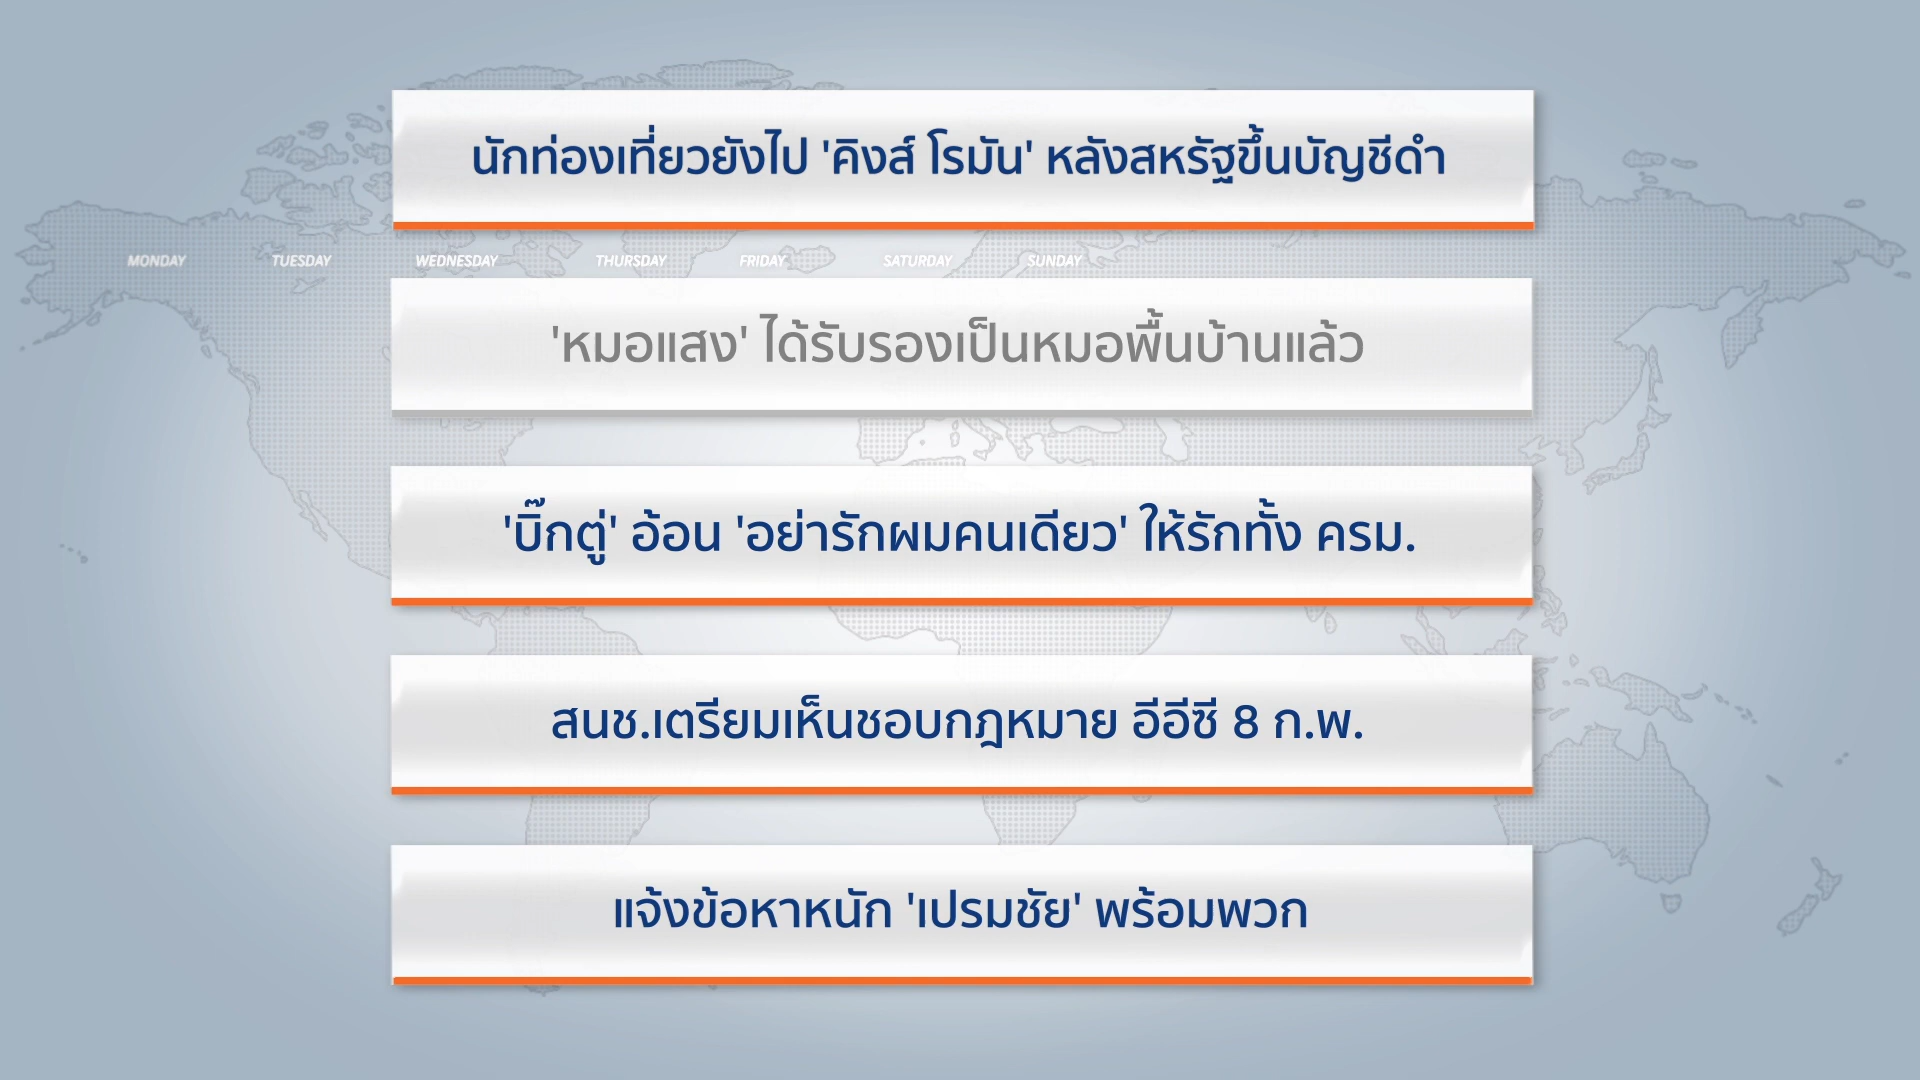 นักท่องเที่ยวยังไป 'คิงส์ โรมัน' หลังสหรัฐขึ้นบัญชีดำ
MONDAY TUESDAY WEDNESDAY THURSDAY FRIDAY SATURDAY SUNDAY
'หมอแสง' ได้รับรองเป็นหมอพื้นบ้านแล้ว
'บิ๊กตู่' อ้อน 'อย่ารักผมคนเดียว' ให้รักทั้ง ครม.
สนช.เตรียมเห็นชอบกฎหมาย อีอีซี 8 ก.พ.
แจ้งข้อหาหนัก 'เปรมชัย' พร้อมพวก